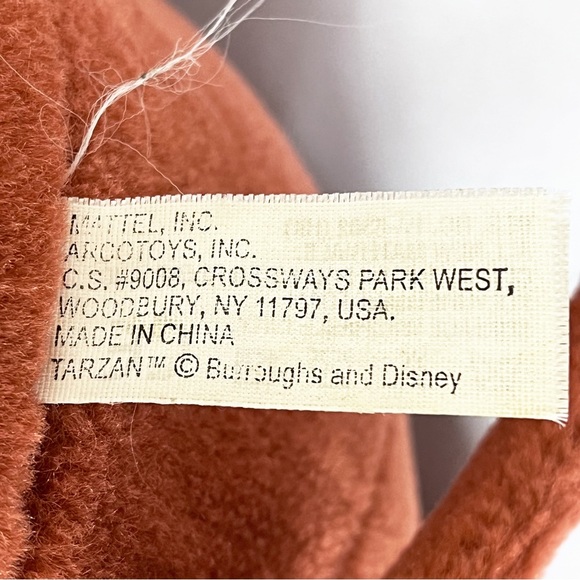 MATTEL, INC.
ARCOTOYS, INC.
C.S. #9008, CROSSWAYS PARK WEST,
WOODBURY, NY 11797, USA.
MADE IN CHINA
TARZAN™ © Burroughs and Disney